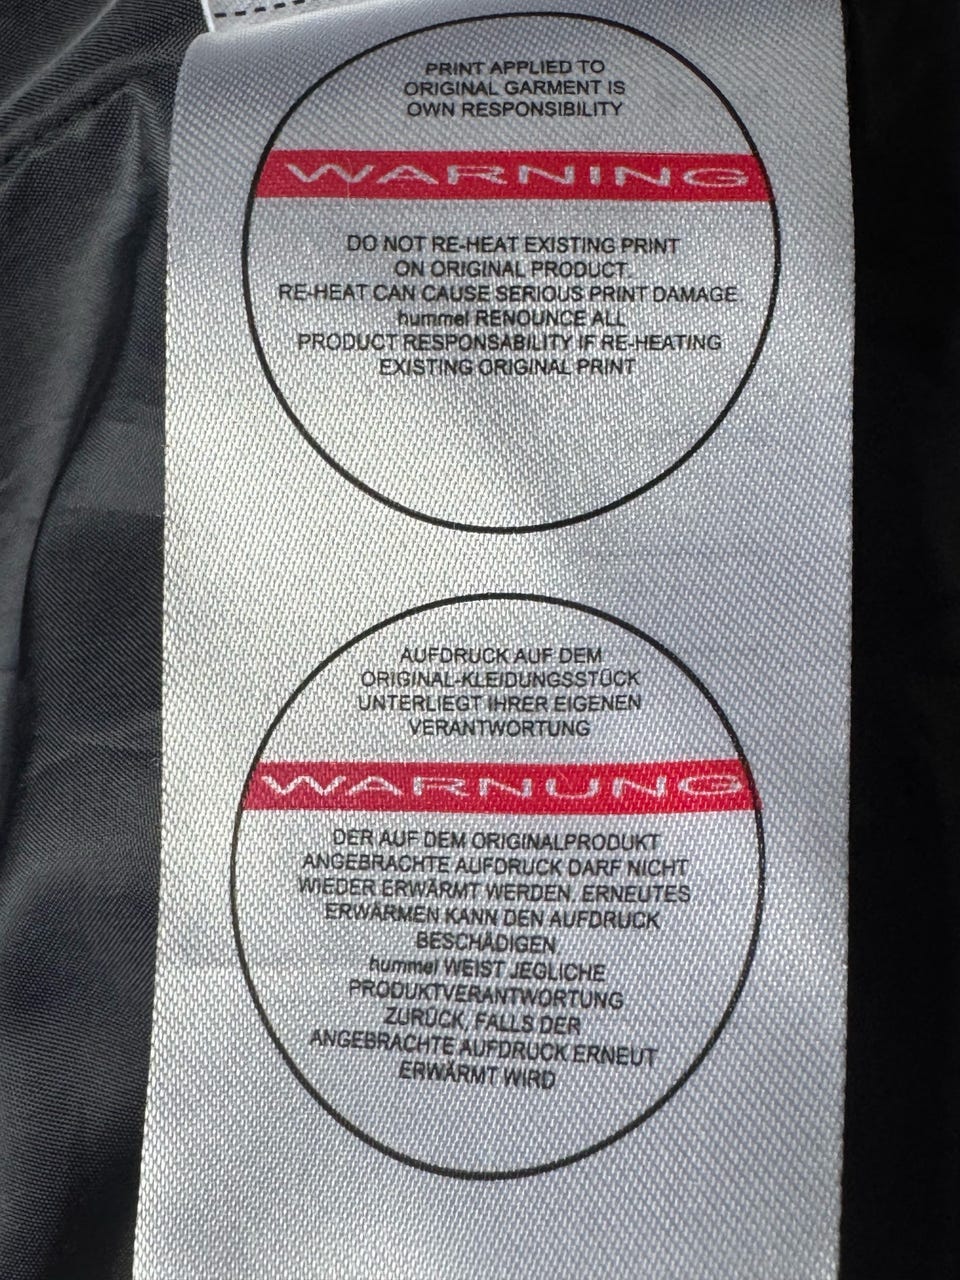 PRINT APPLIED TO
ORIGINAL GARMENT IS
OWN RESPONSIBILITY
WARNING
DO NOT RE-HEAT EXISTING PRINT
ON ORIGINAL PRODUCT.
RE-HEAT CAN CAUSE SERIOUS PRINT DAMAGE.
hummel RENOUNCE ALL
PRODUCT RESPONSABILITY IF RE-HEATING
EXISTING ORIGINAL PRINT
AUFDRUCK AUF DEM
ORIGINAL-KLEIDUNGSSTÜCK
UNTERLIEGT IHRER EIGENEN
VERANTWORTUNG
WARNUNG
DER AUF DEM ORIGINALPRODUKT
ANGEBRACHTE AUFDRUCK DARF NICHT
WIEDER ERWÄRMT WERDEN. ERNEUTES
ERWÄRMEN KANN DEN AUFDRUCK
BESCHÄDIGEN
hummel WEIST JEGLICHE
PRODUKTVERANTWORTUNG
ZURÜCK, FALLS DER
ANGEBRACHTE AUFDRUCK ERNEUT
ERWÄRMT WIRD